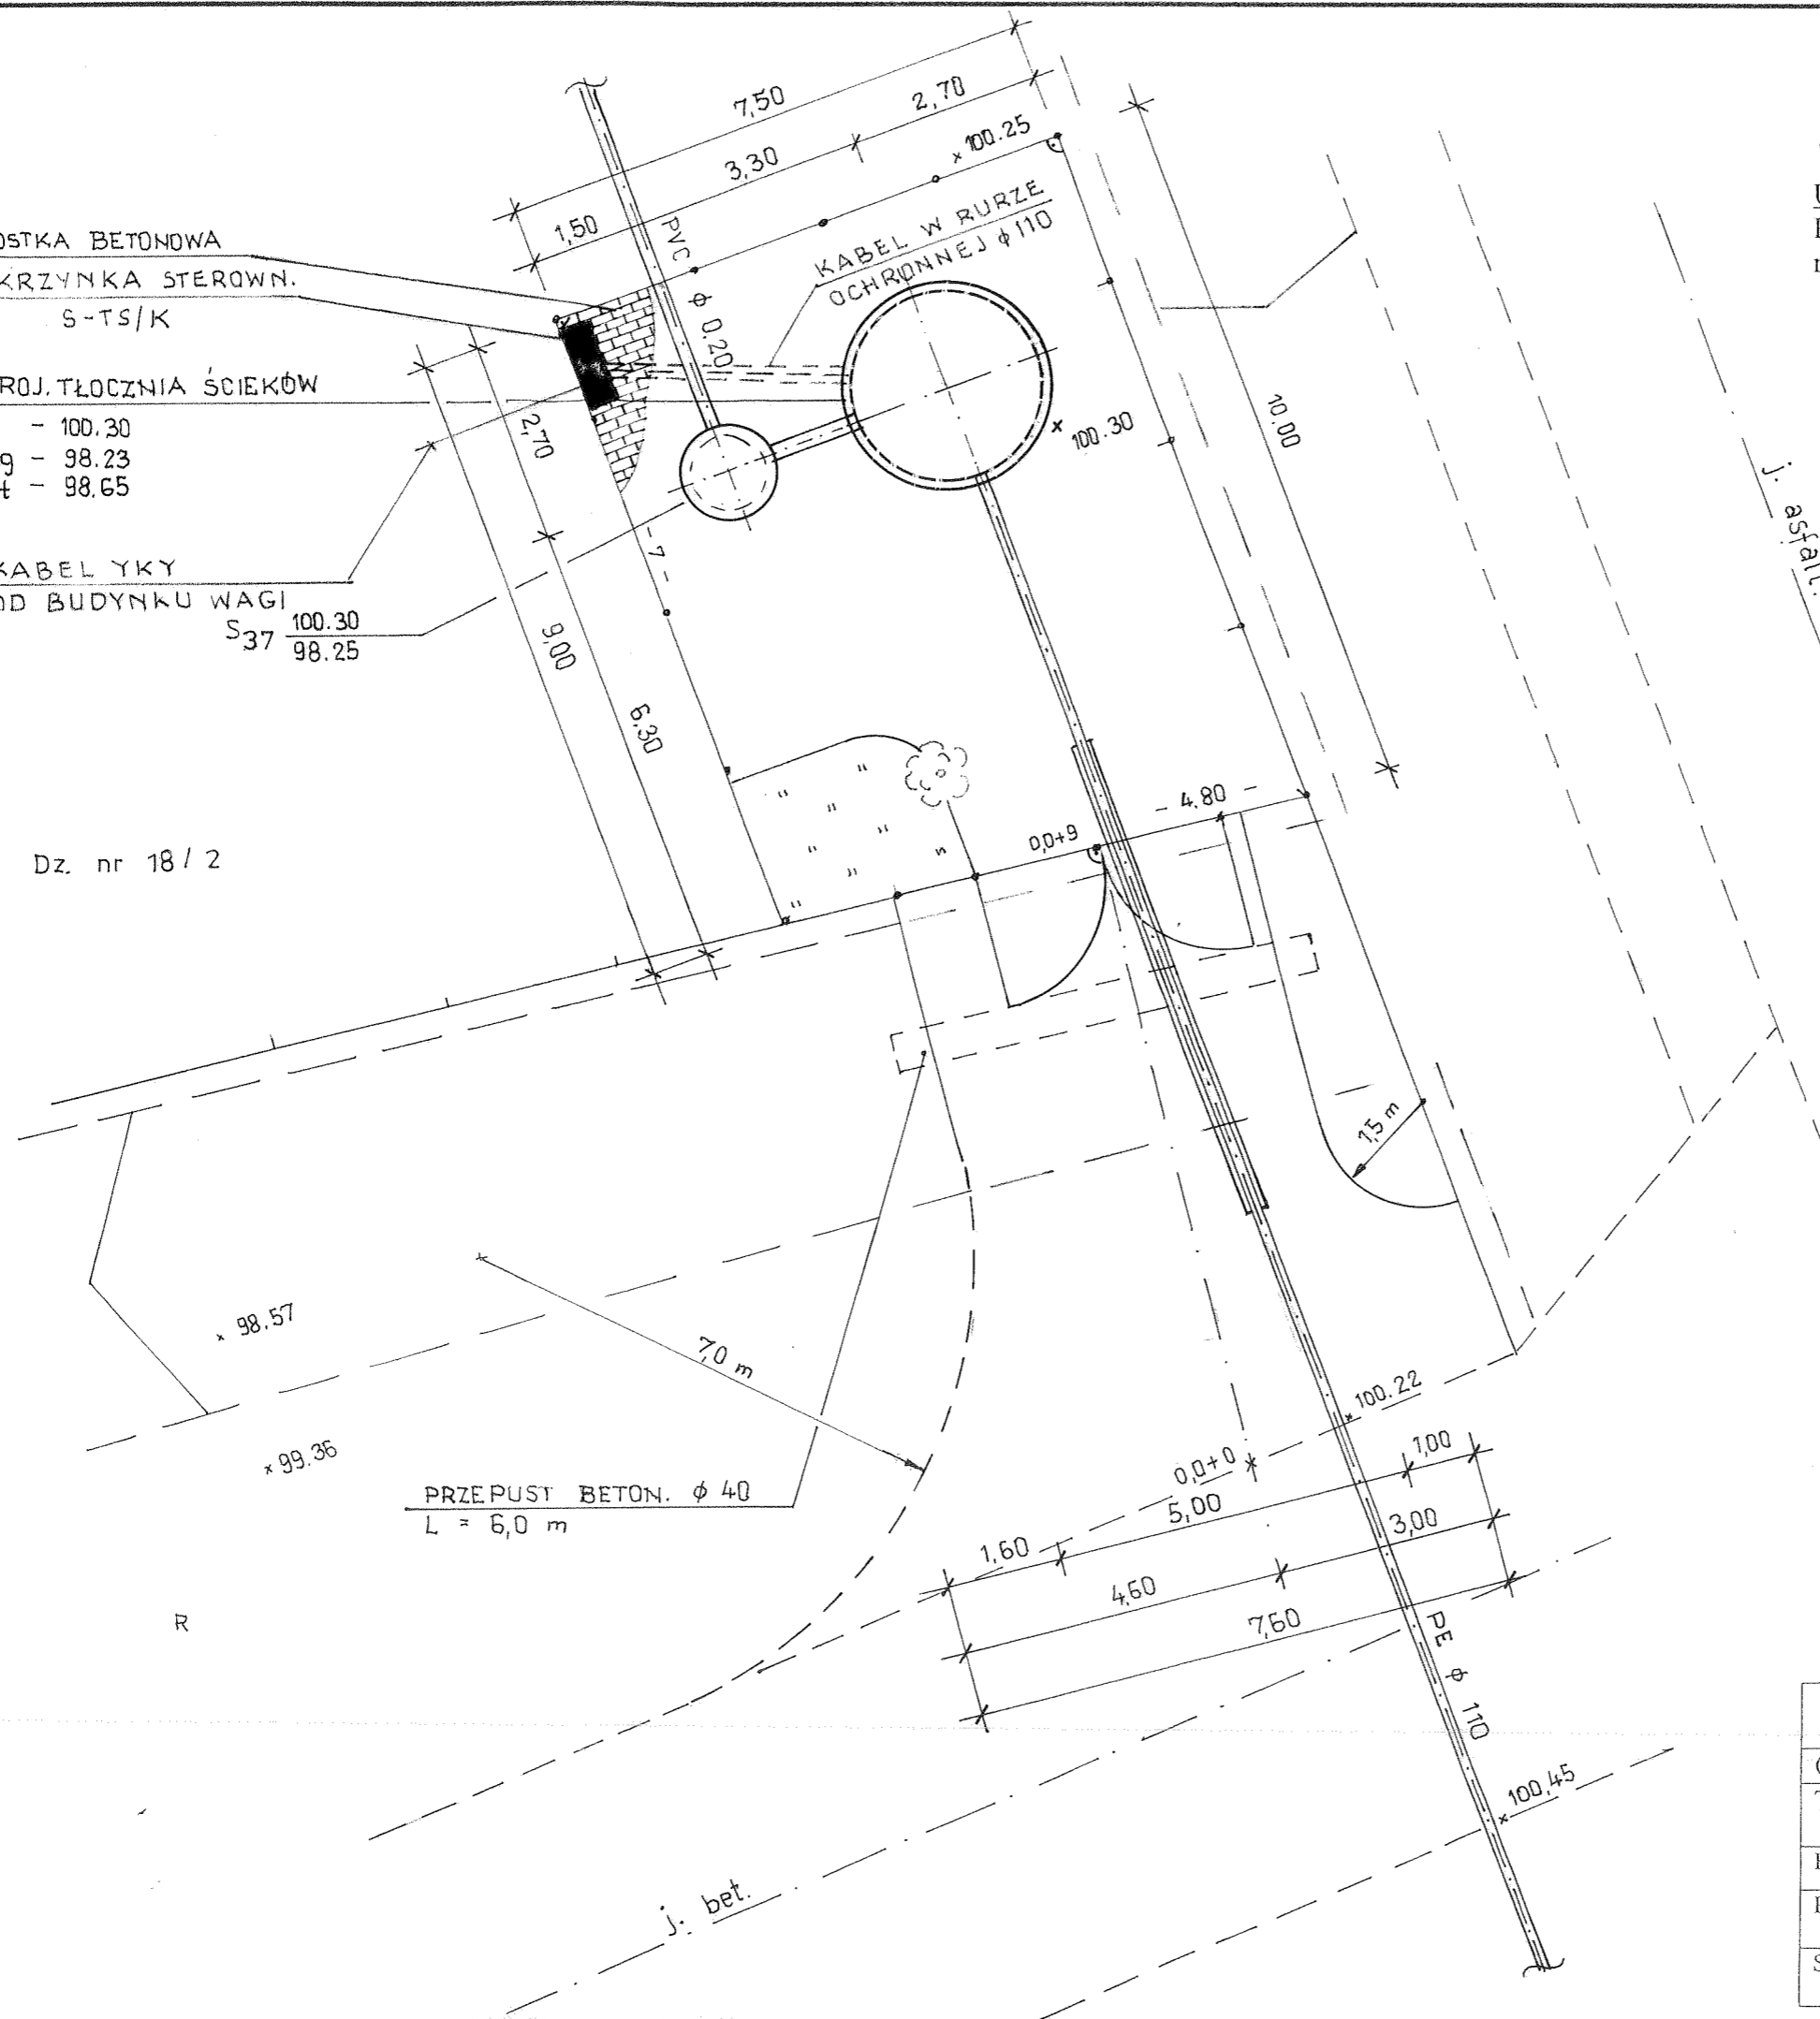 7,50
2,70
3,30
1,50
× 100.25
KABEL W RURZE
OCHRONNEJ ϕ 110
PVC ϕ 0.20
OSTKA BETONOWA
KRZYNKA STEROWN.
S-TS/K
ROJ. TŁOCZNIA ŚCIEKÓW
- 100.30
g - 98.23
t - 98.65
KABEL YKY
OD BUDYNKU WAGI
S37 100.30
98.25
2,70
- 7 -
9,00
6,30
× 100.30
10.00
j. asfalt.
- 4.80 -
0,0+9
Dz. nr 18/2
1,5 m
× 98.57
× 99.36
7,0 m
PRZEPUST BETON. ϕ 40
L = 6,0 m
R
100.22
0,0+0
1,00
5,00
1,60
3,00
4,60
7,60
PE ϕ 110
100,45
j. bet.